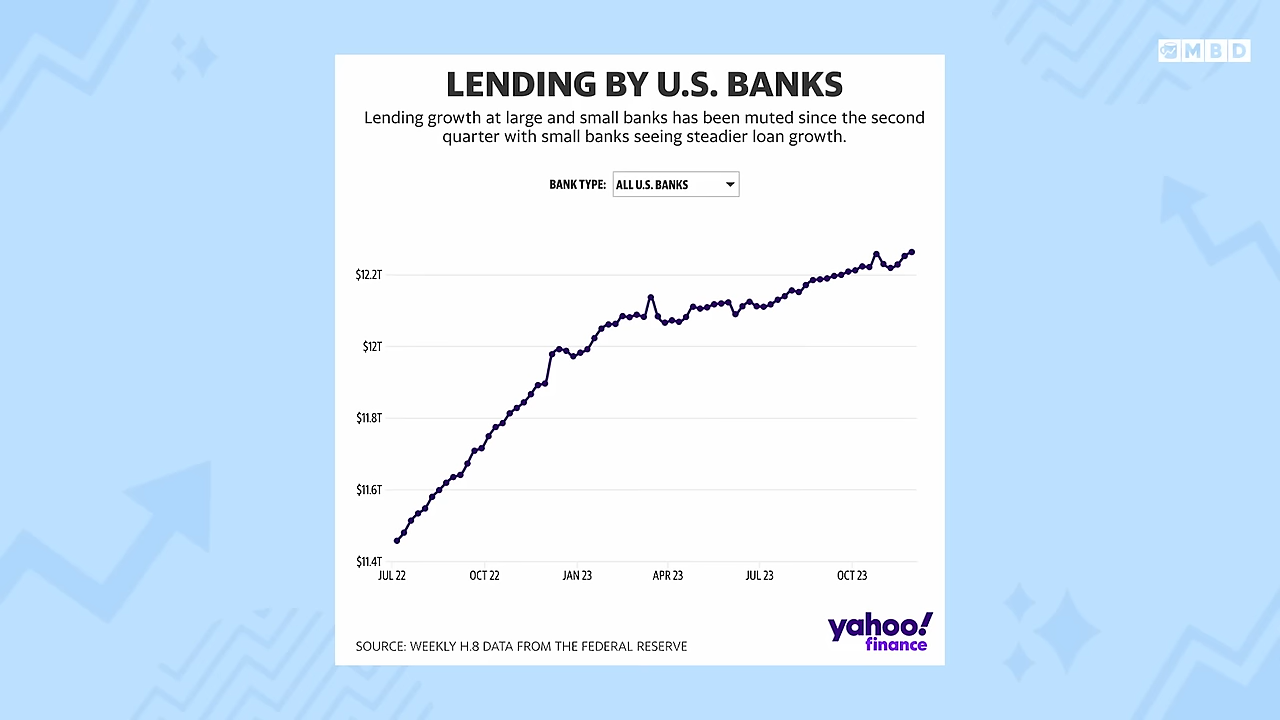 MBD
LENDING BY U.S. BANKS
Lending growth at large and small banks has been muted since the second
quarter with small banks seeing steadier loan growth.
BANK TYPE: ALL U.S. BANKS
$12.2T
$12T
$11.8T
$11.6T
$11.4T
JUL 22 OCT 22 JAN 23 APR 23 JUL 23 OCT 23
SOURCE: WEEKLY H.8 DATA FROM THE FEDERAL RESERVE
yahoo!
finance